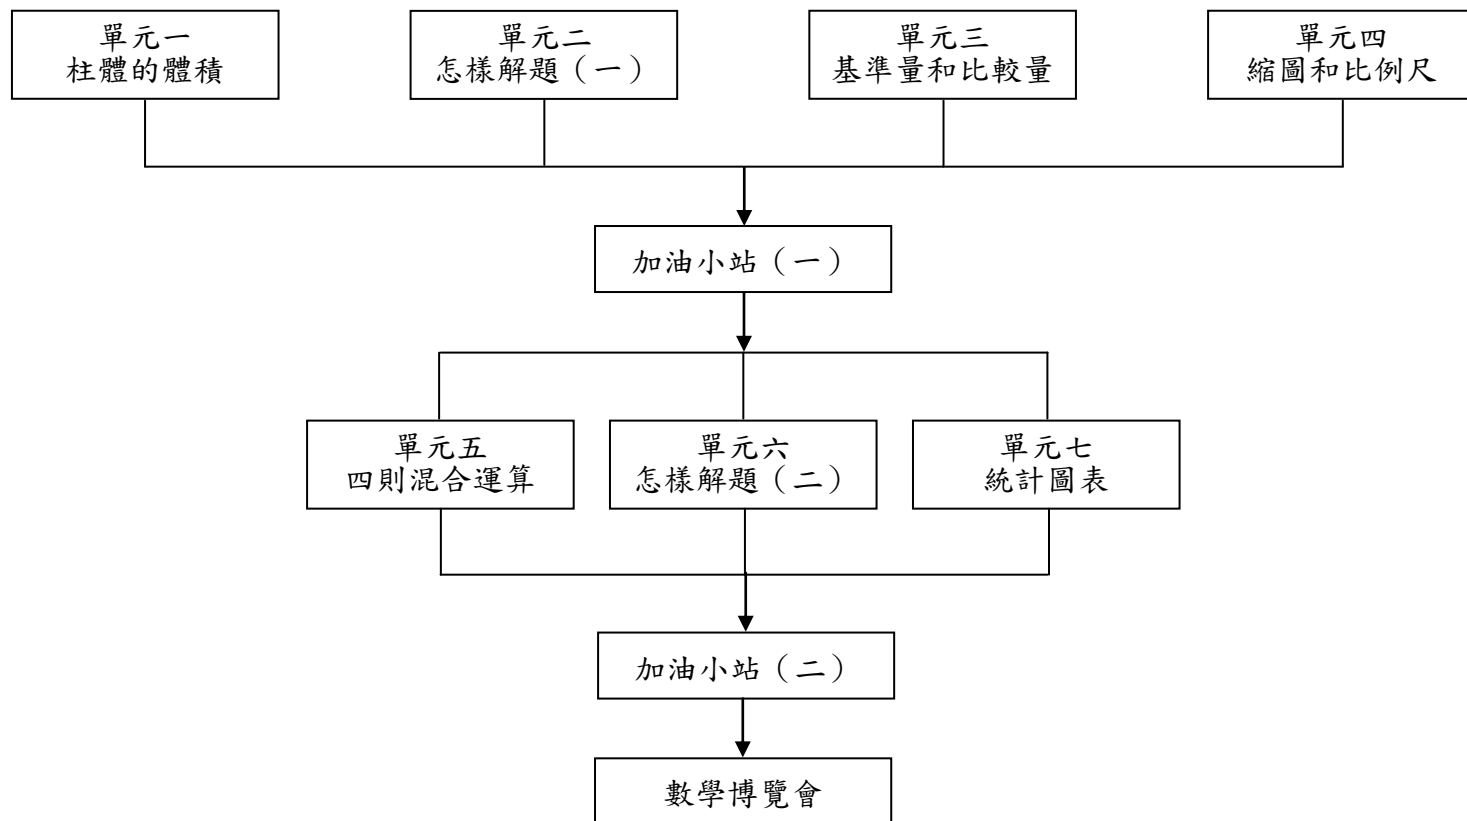 單元一
柱體的體積
單元二
怎樣解題（一）
單元三
基準量和比較量
單元四
縮圖和比例尺
加油小站（一）
單元五
四則混合運算
單元六
怎樣解題（二）
單元七
統計圖表
加油小站（二）
數學博覽會